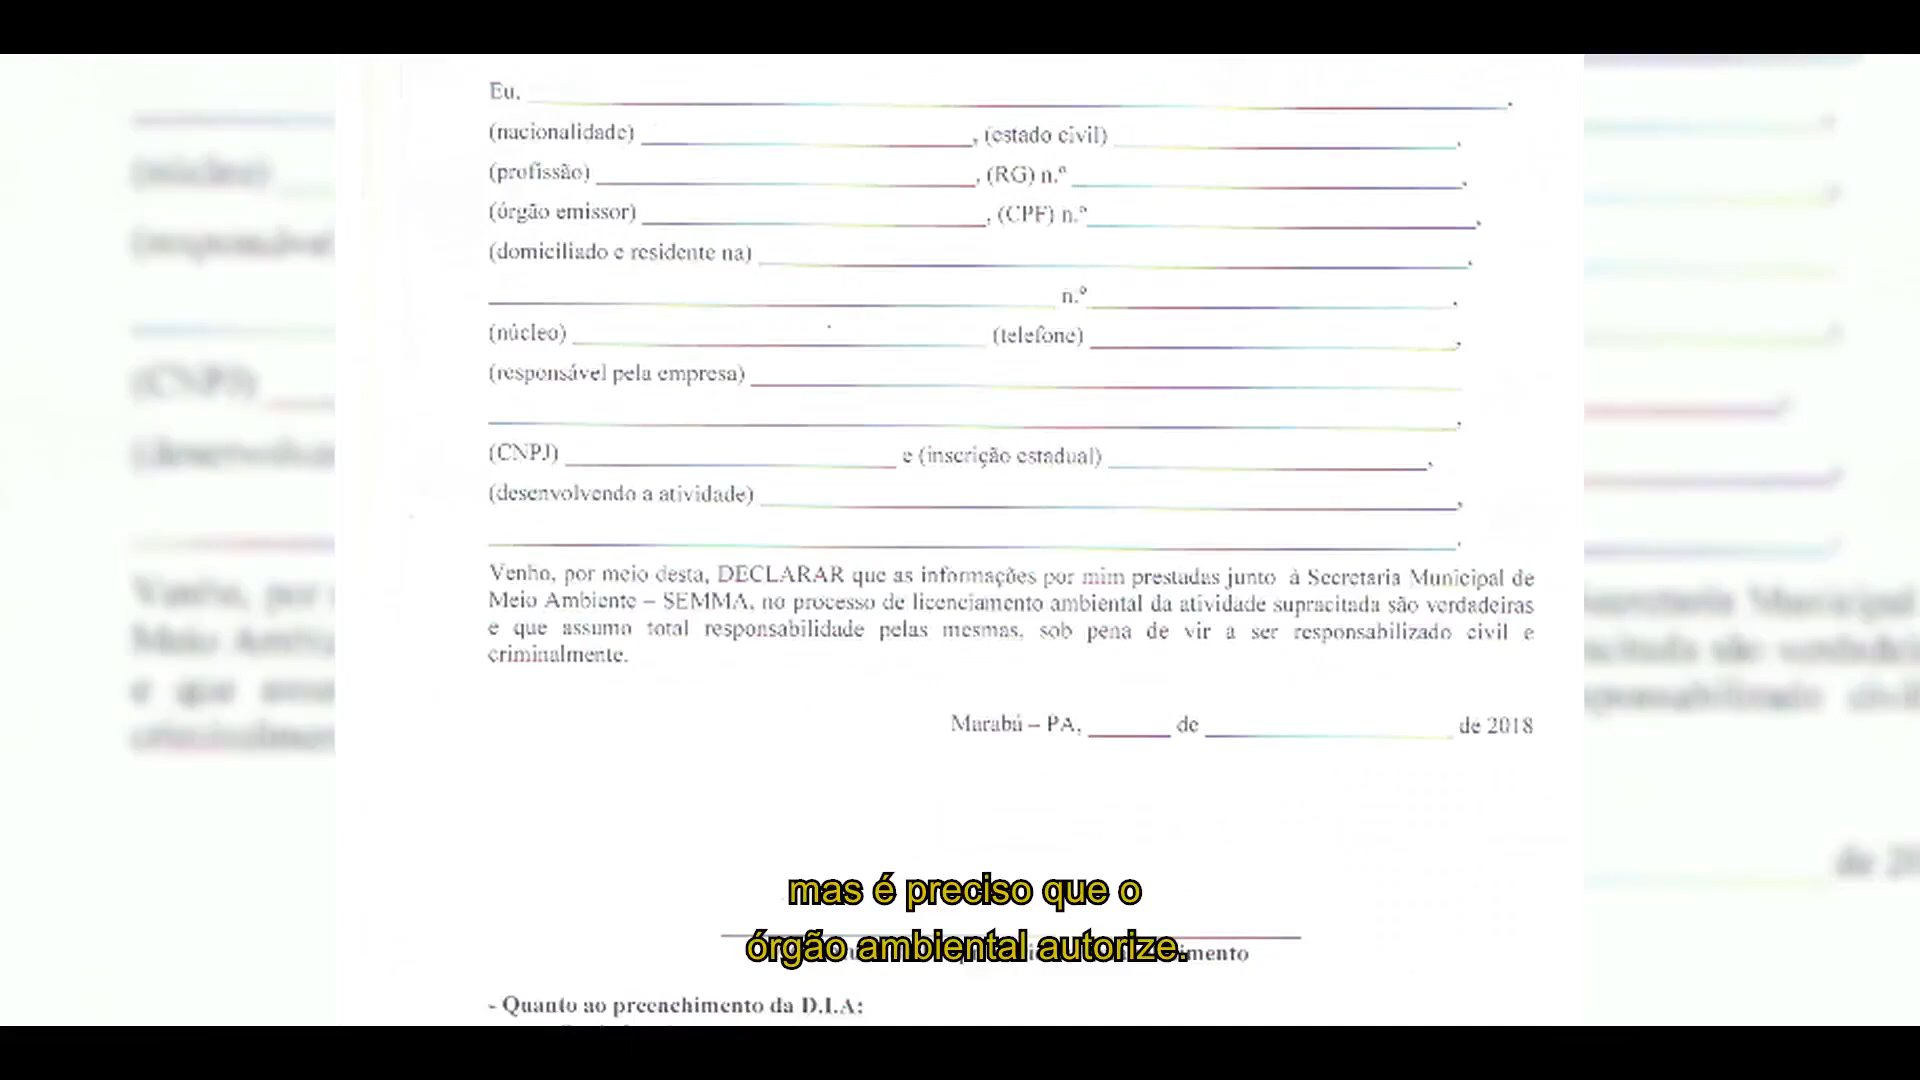 Eu, ,
(nacionalidade) , (estado civil) ,
(profissão) , (RG) n.º ,
(órgão emissor) , (CPF) n.º ,
(domiciliado e residente na) ,
n.º ,
(núcleo) (telefone) ,
(responsável pela empresa)
,
(CNPJ) e (inscrição estadual) ,
(desenvolvendo a atividade) ,
.
Venho, por meio desta, DECLARAR que as informações por mim prestadas junto à Secretaria Municipal de
Meio Ambiente – SEMMA, no processo de licenciamento ambiental da atividade supracitada são verdadeiras
e que assumo total responsabilidade pelas mesmas, sob pena de vir a ser responsabilizado civil e
criminalmente.
Marabá – PA, de de 2018
mas é preciso que o
órgão ambiental autorize.
- Quanto ao preenchimento da D.I.A: